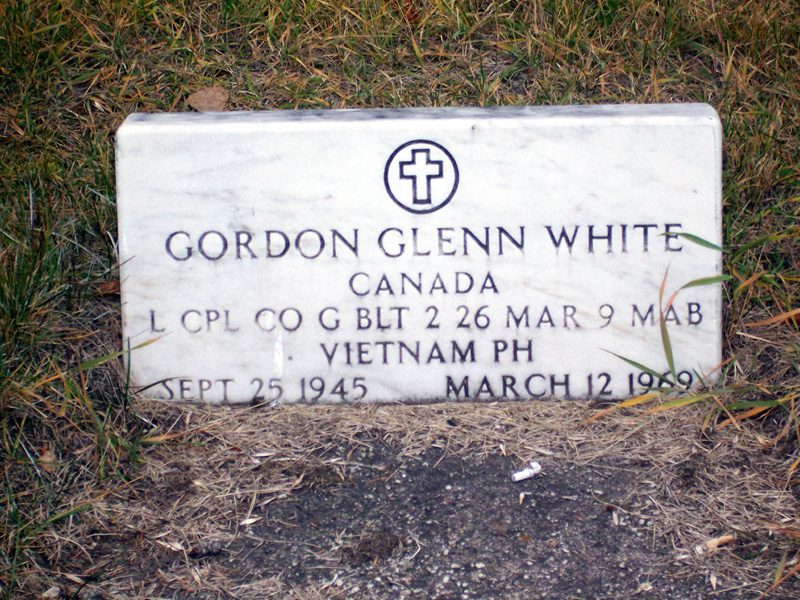 GORDON GLENN WHITE
CANADA
L CPL CO G BLT 2 26 MAR 9 MAB
VIETNAM PH
SEPT 25 1945 MARCH 12 1969